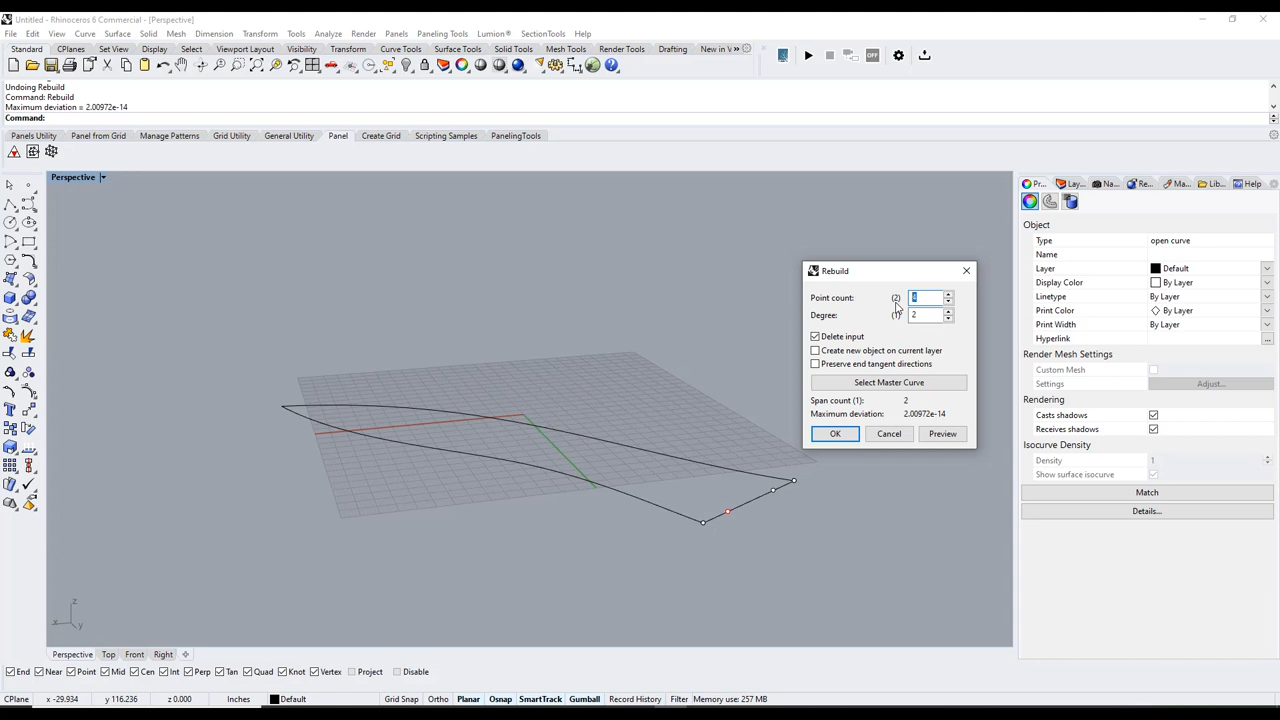 Untitled - Rhinoceros 6 Commercial - [Perspective]
File Edit View Curve Surface Solid Mesh Dimension Transform Tools Analyze Render Panels Paneling Tools Lumion® SectionTools Help
Standard CPlanes Set View Display Select Viewport Layout Visibility Transform Curve Tools Surface Tools Solid Tools Mesh Tools Render Tools Drafting New in V »
OFF
Undoing Rebuild
Command: Rebuild
Maximum deviation = 2.00972e-14
Command:
Panels Utility Panel from Grid Manage Patterns Grid Utility General Utility Panel Create Grid Scripting Samples PanelingTools
Perspective
Pr... Lay... Na... Re... Ma... Lib... Help
Object
Type open curve
Name
Layer Default
Display Color By Layer
Linetype By Layer
Print Color By Layer
Print Width By Layer
Hyperlink ...
Render Mesh Settings
Custom Mesh
Settings Adjust...
Rendering
Casts shadows
Receives shadows
Isocurve Density
Density 1
Show surface isocurve
Match
Details...
Rebuild
Point count: (2) 4
Degree: (1) 2
Delete input
Create new object on current layer
Preserve end tangent directions
Select Master Curve
Span count (1): 2
Maximum deviation: 2.00972e-14
OK Cancel Preview
z
x y
Perspective Top Front Right
End Near Point Mid Cen Int Perp Tan Quad Knot Vertex Project Disable
CPlane x -29.934 y 116.236 z 0.000 Inches Default Grid Snap Ortho Planar Osnap SmartTrack Gumball Record History Filter Memory use: 257 MB